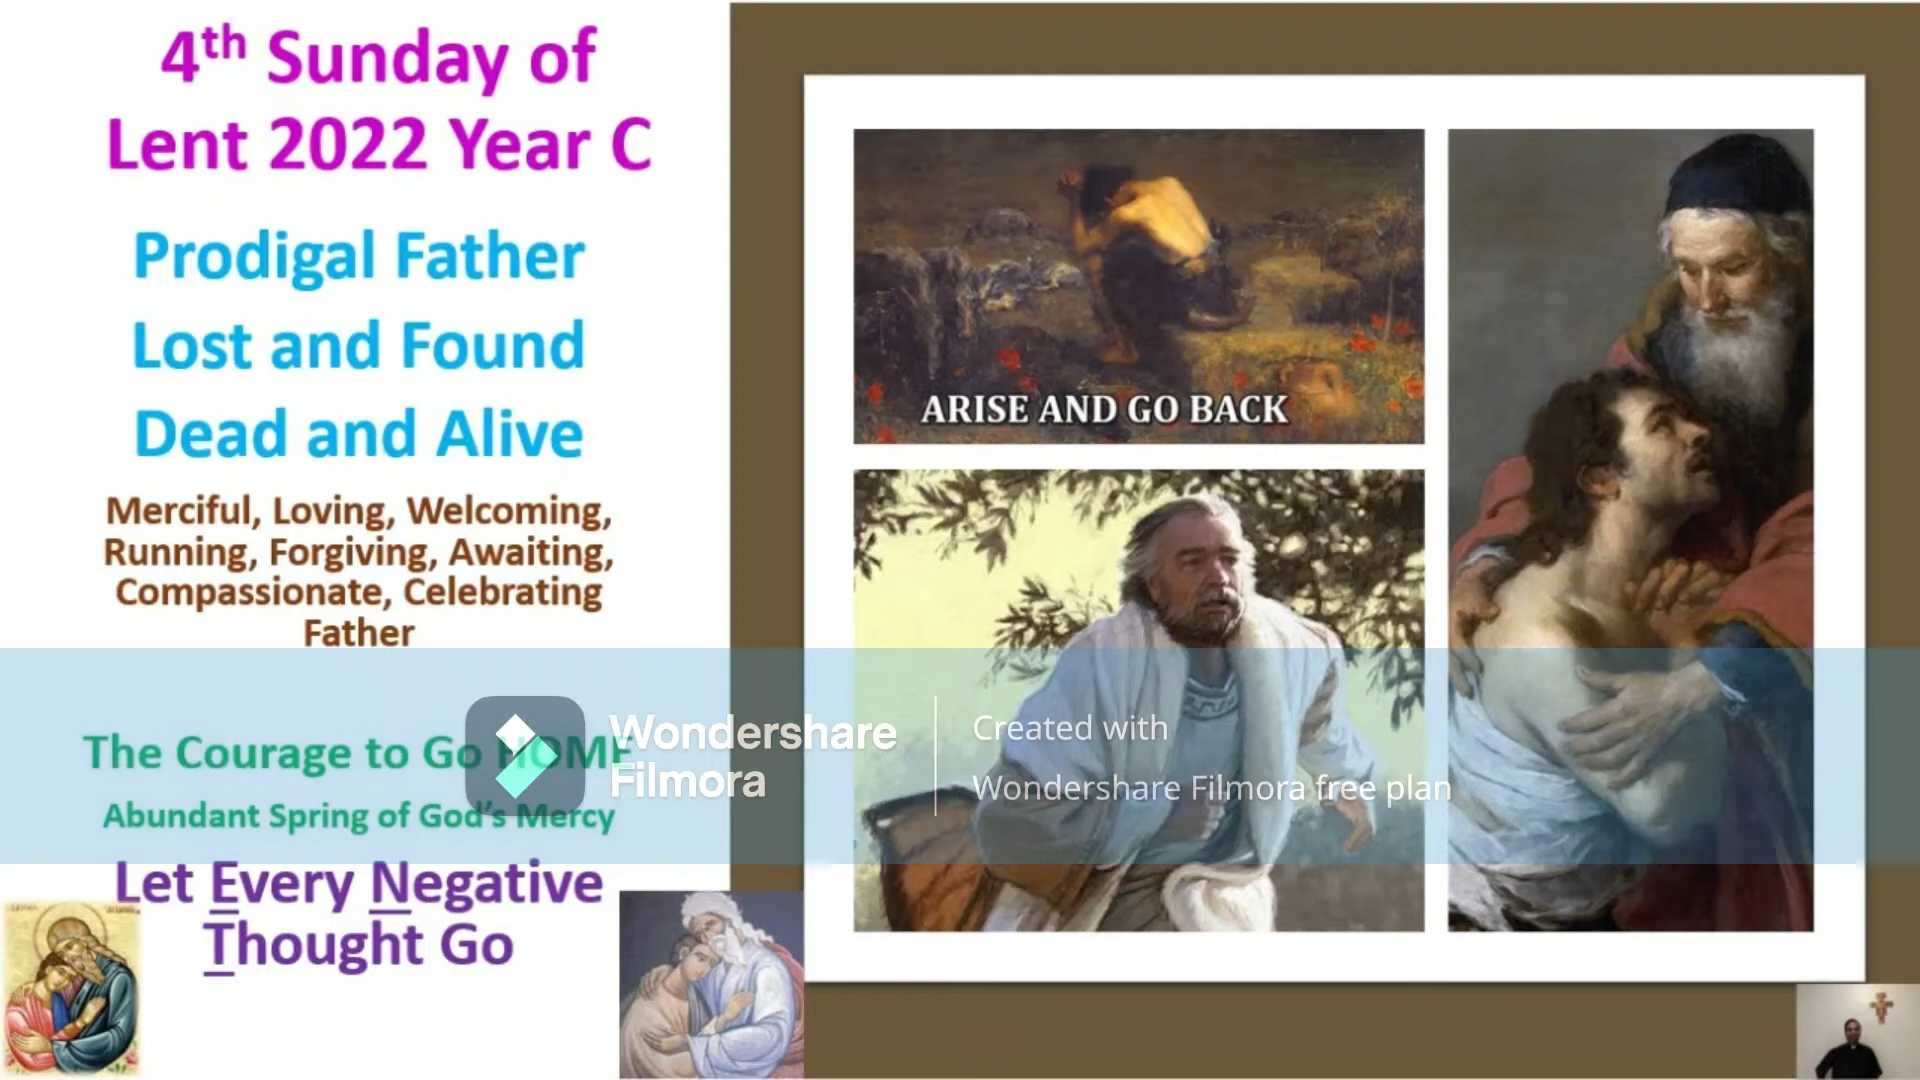 4th Sunday of
Lent 2022 Year C
Prodigal Father
Lost and Found
Dead and Alive
Merciful, Loving, Welcoming,
Running, Forgiving, Awaiting,
Compassionate, Celebrating
Father
The Courage to Go HOME
Abundant Spring of God's Mercy
Let Every Negative
Thought Go
ARISE AND GO BACK
Wondershare
Filmora
Created with
Wondershare Filmora free plan